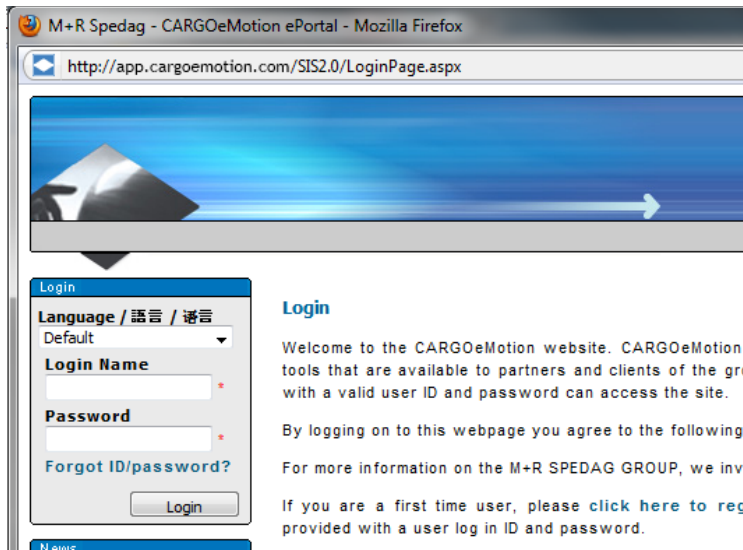 M+R Spedag - CARGOeMotion ePortal - Mozilla Firefox
http://app.cargoemotion.com/SIS2.0/LoginPage.aspx
Login
Language / 語言 / 语言
Default
Login Name
*
Password
*
Forgot ID/password?
Login
News
Login
Welcome to the CARGOeMotion website. CARGOeMotion
tools that are available to partners and clients of the gr
with a valid user ID and password can access the site.
By logging on to this webpage you agree to the following
For more information on the M+R SPEDAG GROUP, we inv
If you are a first time user, please click here to reg
provided with a user log in ID and password.